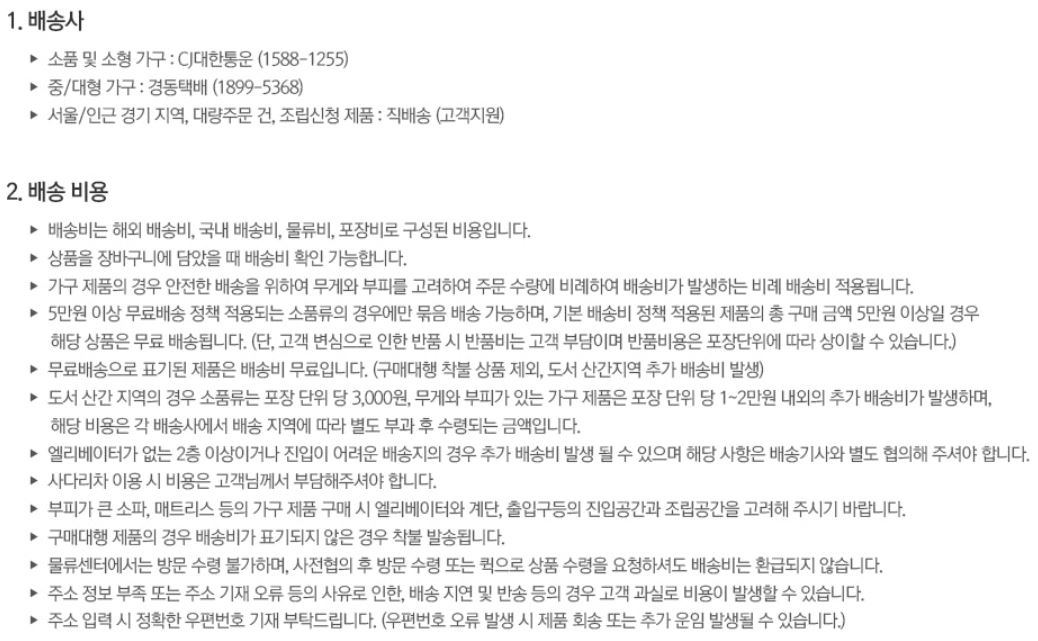 1. 배송사
▶ 소품 및 소형 가구 : CJ대한통운 (1588-1255)
▶ 중/대형 가구 : 경동택배 (1899-5368)
▶ 서울/인근 경기 지역, 대량주문 건, 조립신청 제품 : 직배송 (고객지원)
2. 배송 비용
▶ 배송비는 해외 배송비, 국내 배송비, 물류비, 포장비로 구성된 비용입니다.
▶ 상품을 장바구니에 담았을 때 배송비 확인 가능합니다.
▶ 가구 제품의 경우 안전한 배송을 위하여 무게와 부피를 고려하여 주문 수량에 비례하여 배송비가 발생하는 비례 배송비 적용됩니다.
▶ 5만원 이상 무료배송 정책 적용되는 소품류의 경우에만 묶음 배송 가능하며, 기본 배송비 정책 적용된 제품의 총 구매 금액 5만원 이상일 경우
해당 상품은 무료 배송됩니다. (단, 고객 변심으로 인한 반품 시 반품비는 고객 부담이며 반품비용은 포장단위에 따라 상이할 수 있습니다.)
▶ 무료배송으로 표기된 제품은 배송비 무료입니다. (구매대행 착불 상품 제외, 도서 산간지역 추가 배송비 발생)
▶ 도서 산간 지역의 경우 소품류는 포장 단위 당 3,000원, 무게와 부피가 있는 가구 제품은 포장 단위 당 1~2만원 내외의 추가 배송비가 발생하며,
해당 비용은 각 배송사에서 배송 지역에 따라 별도 부과 후 수령되는 금액입니다.
▶ 엘리베이터가 없는 2층 이상이거나 진입이 어려운 배송지의 경우 추가 배송비 발생 될 수 있으며 해당 사항은 배송기사와 별도 협의해 주셔야 합니다.
▶ 사다리차 이용 시 비용은 고객님께서 부담해주셔야 합니다.
▶ 부피가 큰 소파, 매트리스 등의 가구 제품 구매 시 엘리베이터와 계단, 출입구등의 진입공간과 조립공간을 고려해 주시기 바랍니다.
▶ 구매대행 제품의 경우 배송비가 표기되지 않은 경우 착불 발송됩니다.
▶ 물류센터에서는 방문 수령 불가하며, 사전협의 후 방문 수령 또는 퀵으로 상품 수령을 요청하셔도 배송비는 환급되지 않습니다.
▶ 주소 정보 부족 또는 주소 기재 오류 등의 사유로 인한, 배송 지연 및 반송 등의 경우 고객 과실로 비용이 발생할 수 있습니다.
▶ 주소 입력 시 정확한 우편번호 기재 부탁드립니다. (우편번호 오류 발생 시 제품 회송 또는 추가 운임 발생될 수 있습니다.)